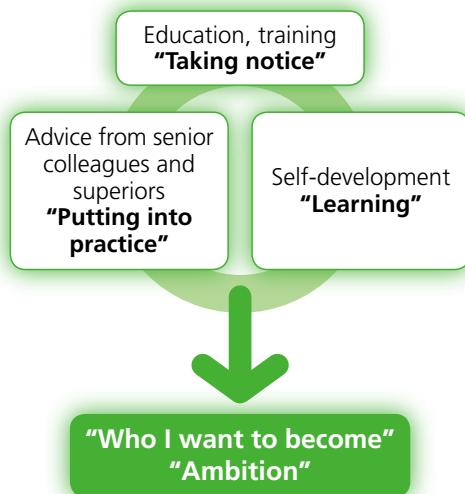 Education, training
“Taking notice”
Advice from senior
colleagues and
superiors
“Putting into
practice”
Self-development
“Learning”
“Who I want to become”
“Ambition”